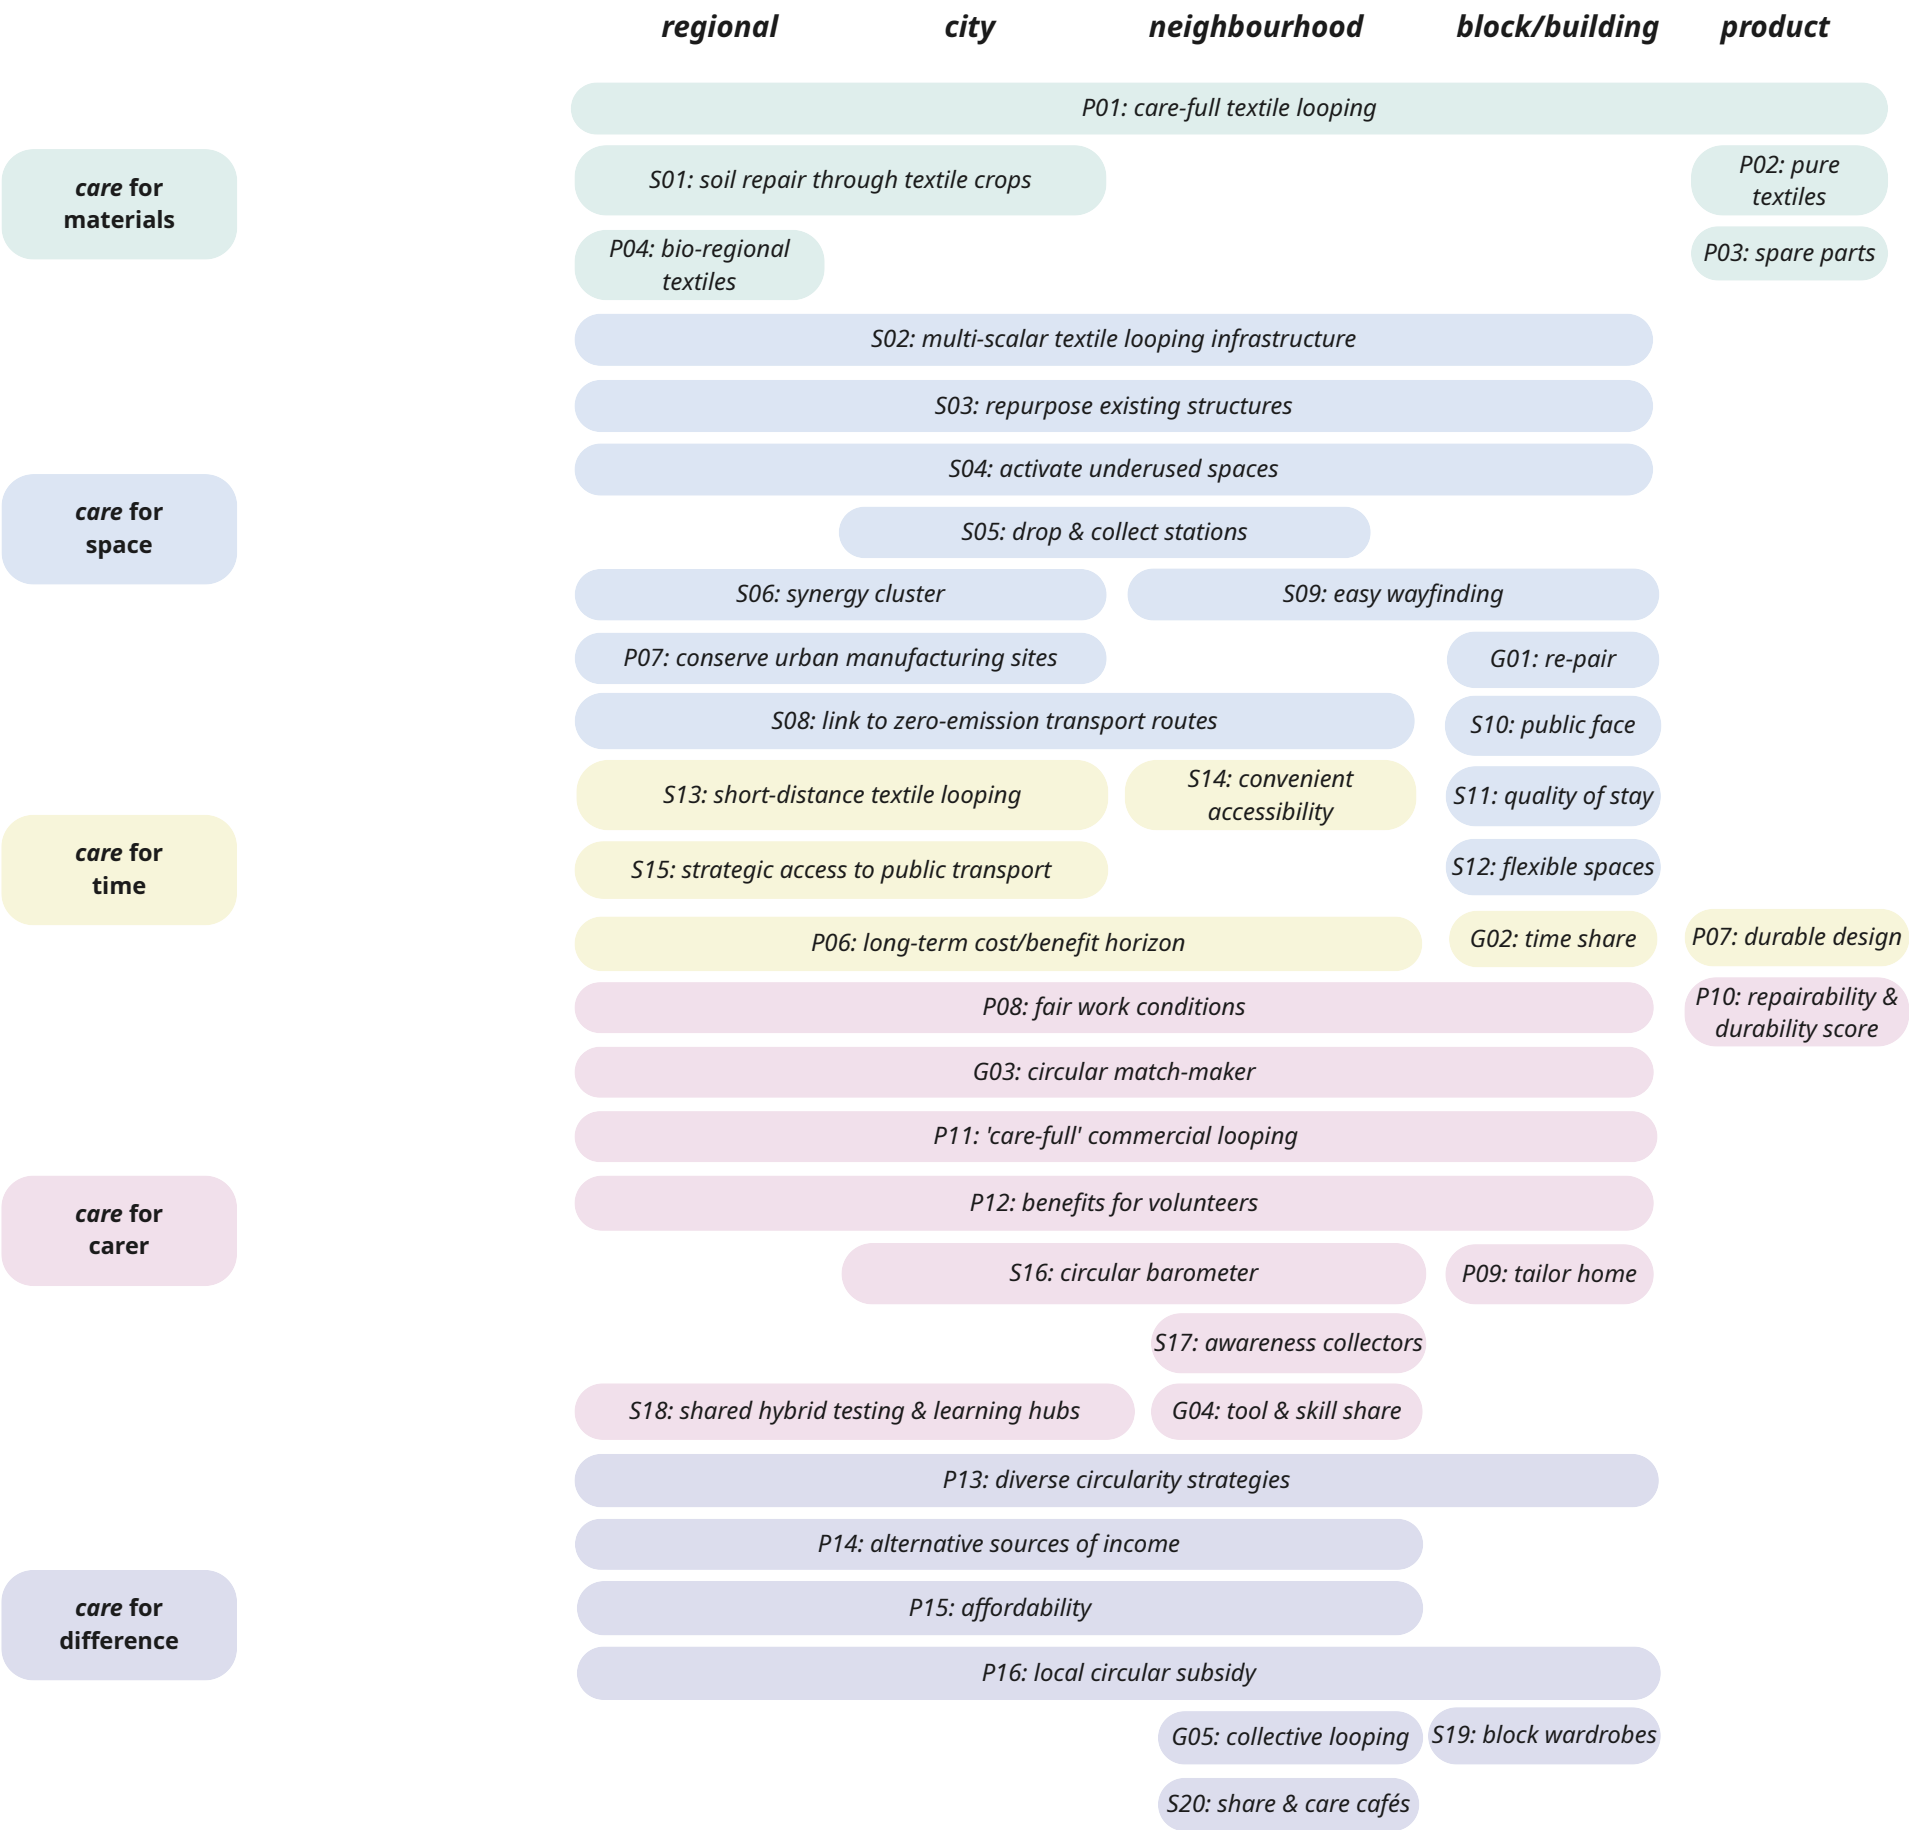 regional city neighbourhood block/building product
P01: care-full textile looping
care for
materials
S01: soil repair through textile crops
P02: pure
textiles
P04: bio-regional
textiles
P03: spare parts
S02: multi-scalar textile looping infrastructure
S03: repurpose existing structures
S04: activate underused spaces
care for
space
S05: drop & collect stations
S06: synergy cluster
S09: easy wayfinding
P07: conserve urban manufacturing sites
G01: re-pair
S08: link to zero-emission transport routes
S10: public face
S13: short-distance textile looping
S14: convenient
accessibility
S11: quality of stay
care for
time
S15: strategic access to public transport
S12: flexible spaces
P06: long-term cost/benefit horizon
G02: time share
P07: durable design
P08: fair work conditions
P10: repairability &
durability score
G03: circular match-maker
P11: 'care-full' commercial looping
care for
carer
P12: benefits for volunteers
S16: circular barometer
P09: tailor home
S17: awareness collectors
S18: shared hybrid testing & learning hubs
G04: tool & skill share
P13: diverse circularity strategies
P14: alternative sources of income
care for
difference
P15: affordability
P16: local circular subsidy
G05: collective looping
S19: block wardrobes
S20: share & care cafés